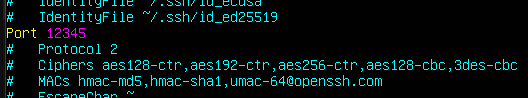 #   IdentityFile ~/.ssh/id_ecdsa
#   IdentityFile ~/.ssh/id_ed25519
Port 12345
#   Protocol 2
#   Ciphers aes128-ctr,aes192-ctr,aes256-ctr,aes128-cbc,3des-cbc
#   MACs hmac-md5,hmac-sha1,umac-64@openssh.com
#   EscapeChar ~